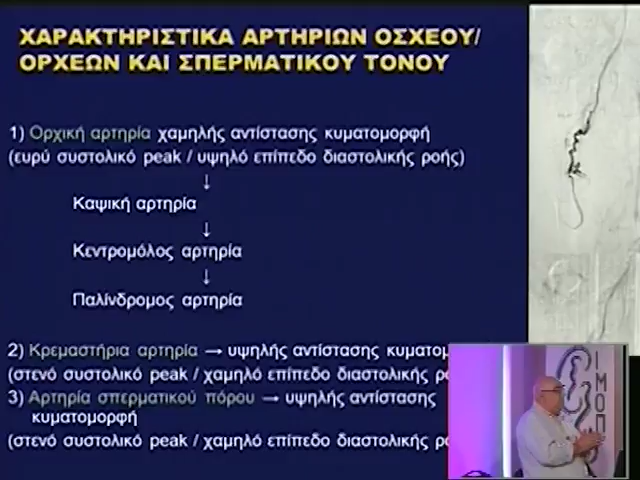 ΧΑΡΑΚΤΗΡΙΣΤΙΚΑ ΑΡΤΗΡΙΩΝ ΟΣΧΕΟΥ/
ΟΡΧΕΩΝ ΚΑΙ ΣΠΕΡΜΑΤΙΚΟΥ ΤΟΝΟΥ
1) Ορχική αρτηρία χαμηλής αντίστασης κυματομορφή
(ευρύ συστολικό peak / υψηλό επίπεδο διαστολικής ροής)
↓
Καψική αρτηρία
↓
Κεντρομόλος αρτηρία
↓
Παλίνδρομος αρτηρία
2) Κρεμαστήρια αρτηρία → υψηλής αντίστασης
(στενό συστολικό peak / χαμηλό επίπεδο διαστολικής
3) Αρτηρία σπερματικού πόρου → υψηλής αντίστασης
κυματομορφή
(στενό συστολικό peak / χαμηλό επίπεδο διαστολικής